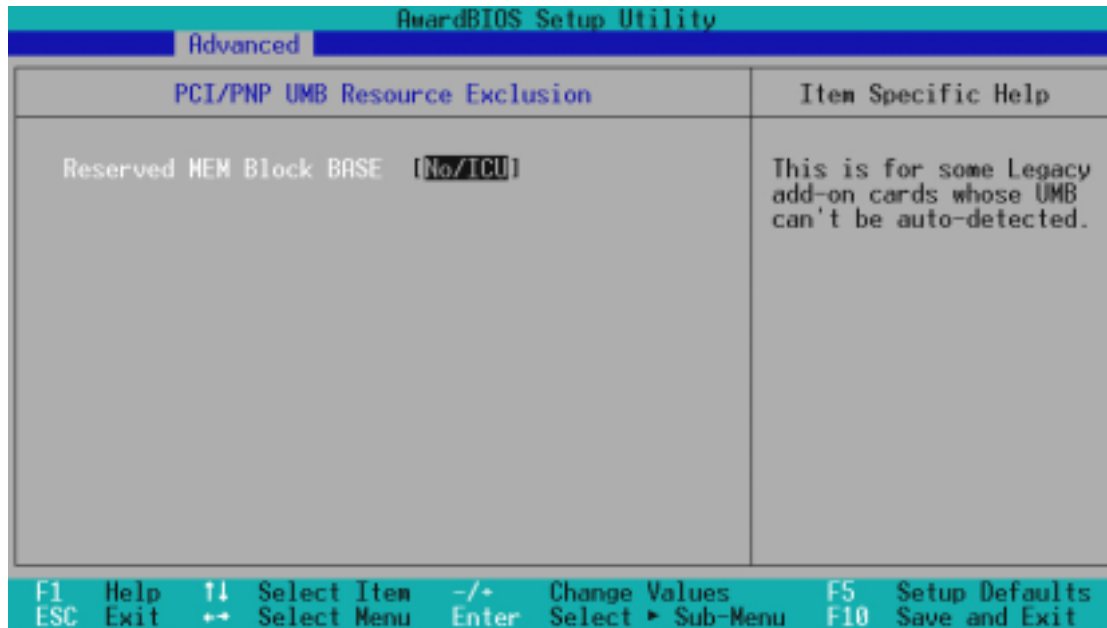 AwardBIOS Setup Utility
Advanced
PCI/PNP UMB Resource Exclusion
Item Specific Help
Reserved MEM Block BASE [No/ICU]
This is for some Legacy
add-on cards whose UMB
can't be auto-detected.
F1 Help ↑↓ Select Item -/+ Change Values F5 Setup Defaults
ESC Exit ←→ Select Menu Enter Select ► Sub-Menu F10 Save and Exit